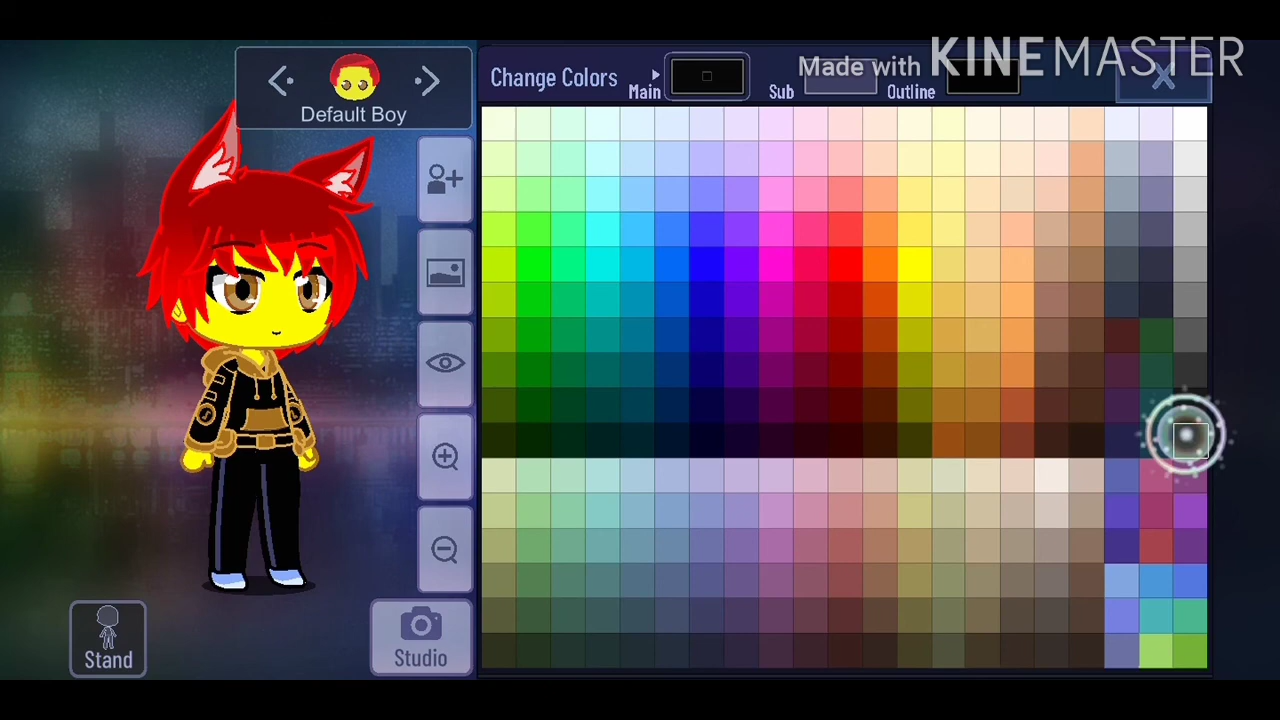 Made with KINEMASTER
Change Colors
Main
Sub
Outline
Default Boy
Stand
Studio